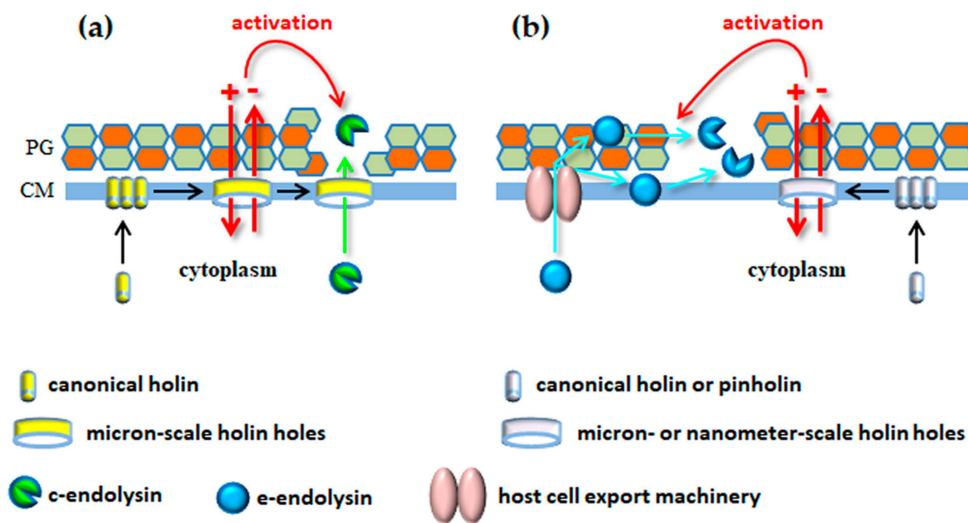 (a)
activation
(b)
activation
+ -
+ -
PG
CM
cytoplasm
cytoplasm
canonical holin
canonical holin or pinholin
micron-scale holin holes
micron- or nanometer-scale holin holes
c-endolysin
e-endolysin
host cell export machinery